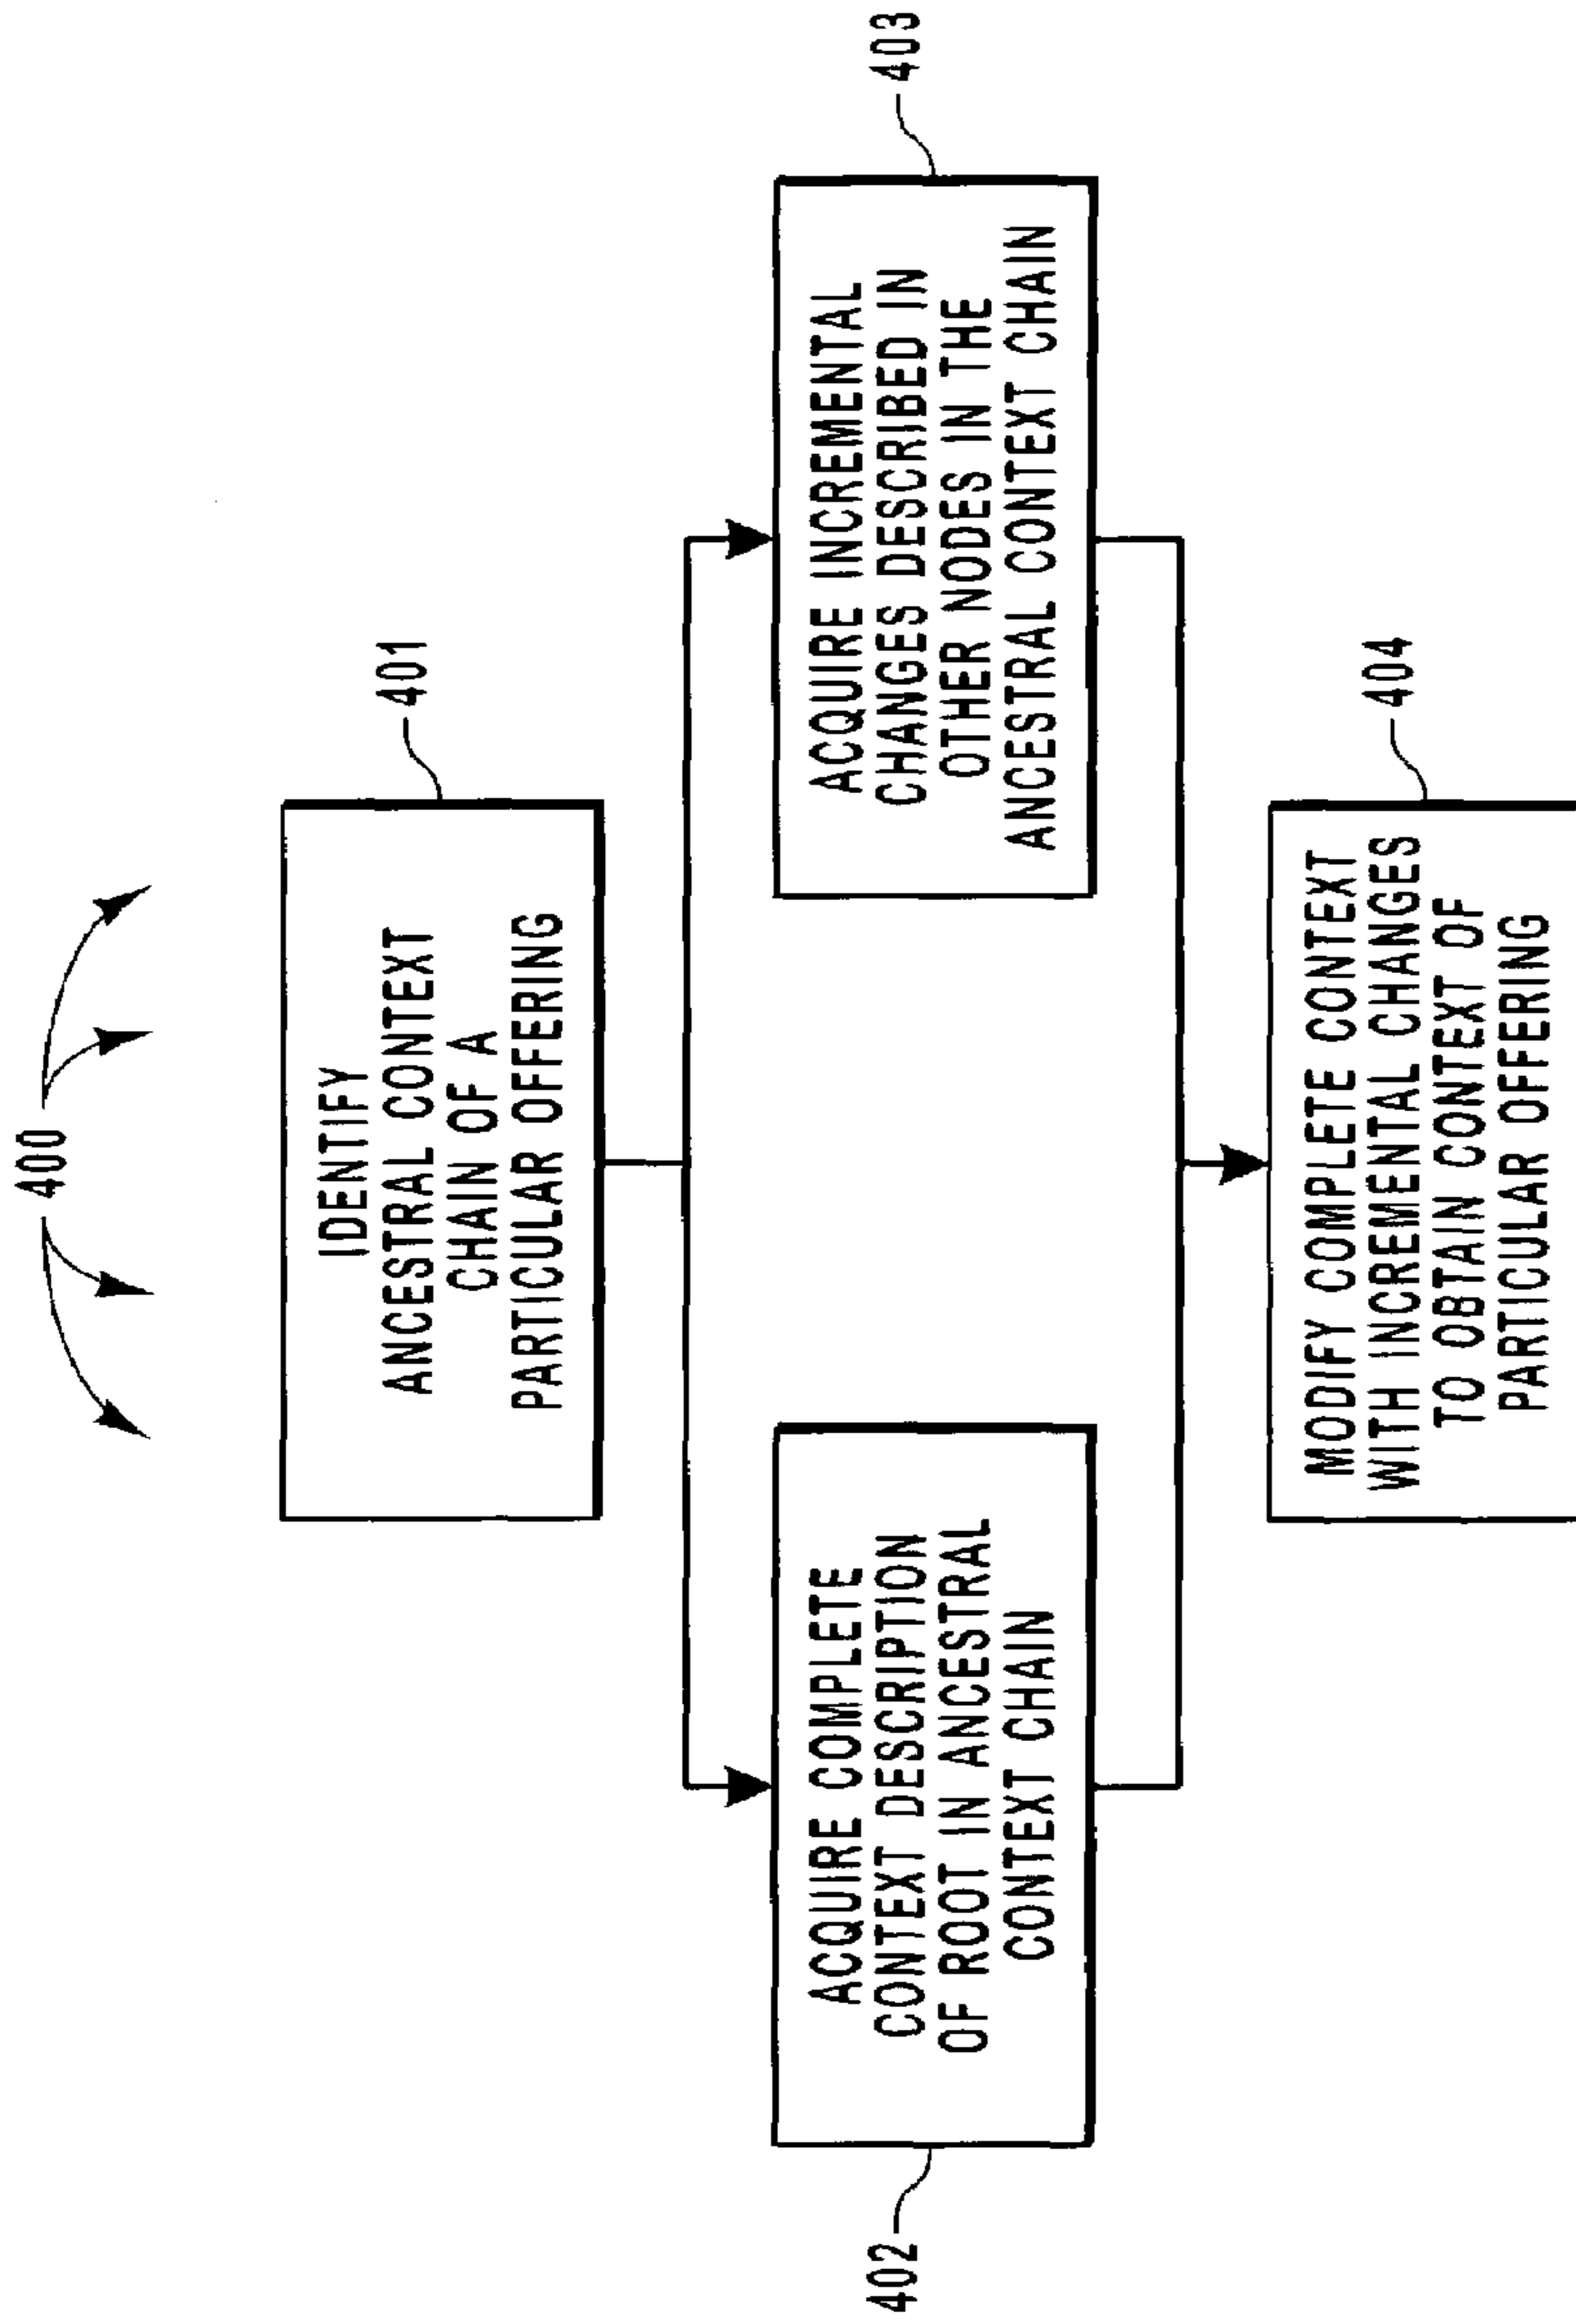 400
401
IDENTIFY
ANCESTRAL CONTEXT
CHAIN OF A
PARTICULAR OFFERING
402
ACQUIRE COMPLETE
CONTEXT DESCRIPTION
OF ROOT IN ANCESTRAL
CONTEXT CHAIN
403
ACQUIRE INCREMENTAL
CHANGES DESCRIBED IN
OTHER NODES IN THE
ANCESTRAL CONTEXT CHAIN
404
MODIFY COMPLETE CONTEXT
WITH INCREMENTAL CHANGES
TO OBTAIN CONTEXT OF
PARTICULAR OFFERING